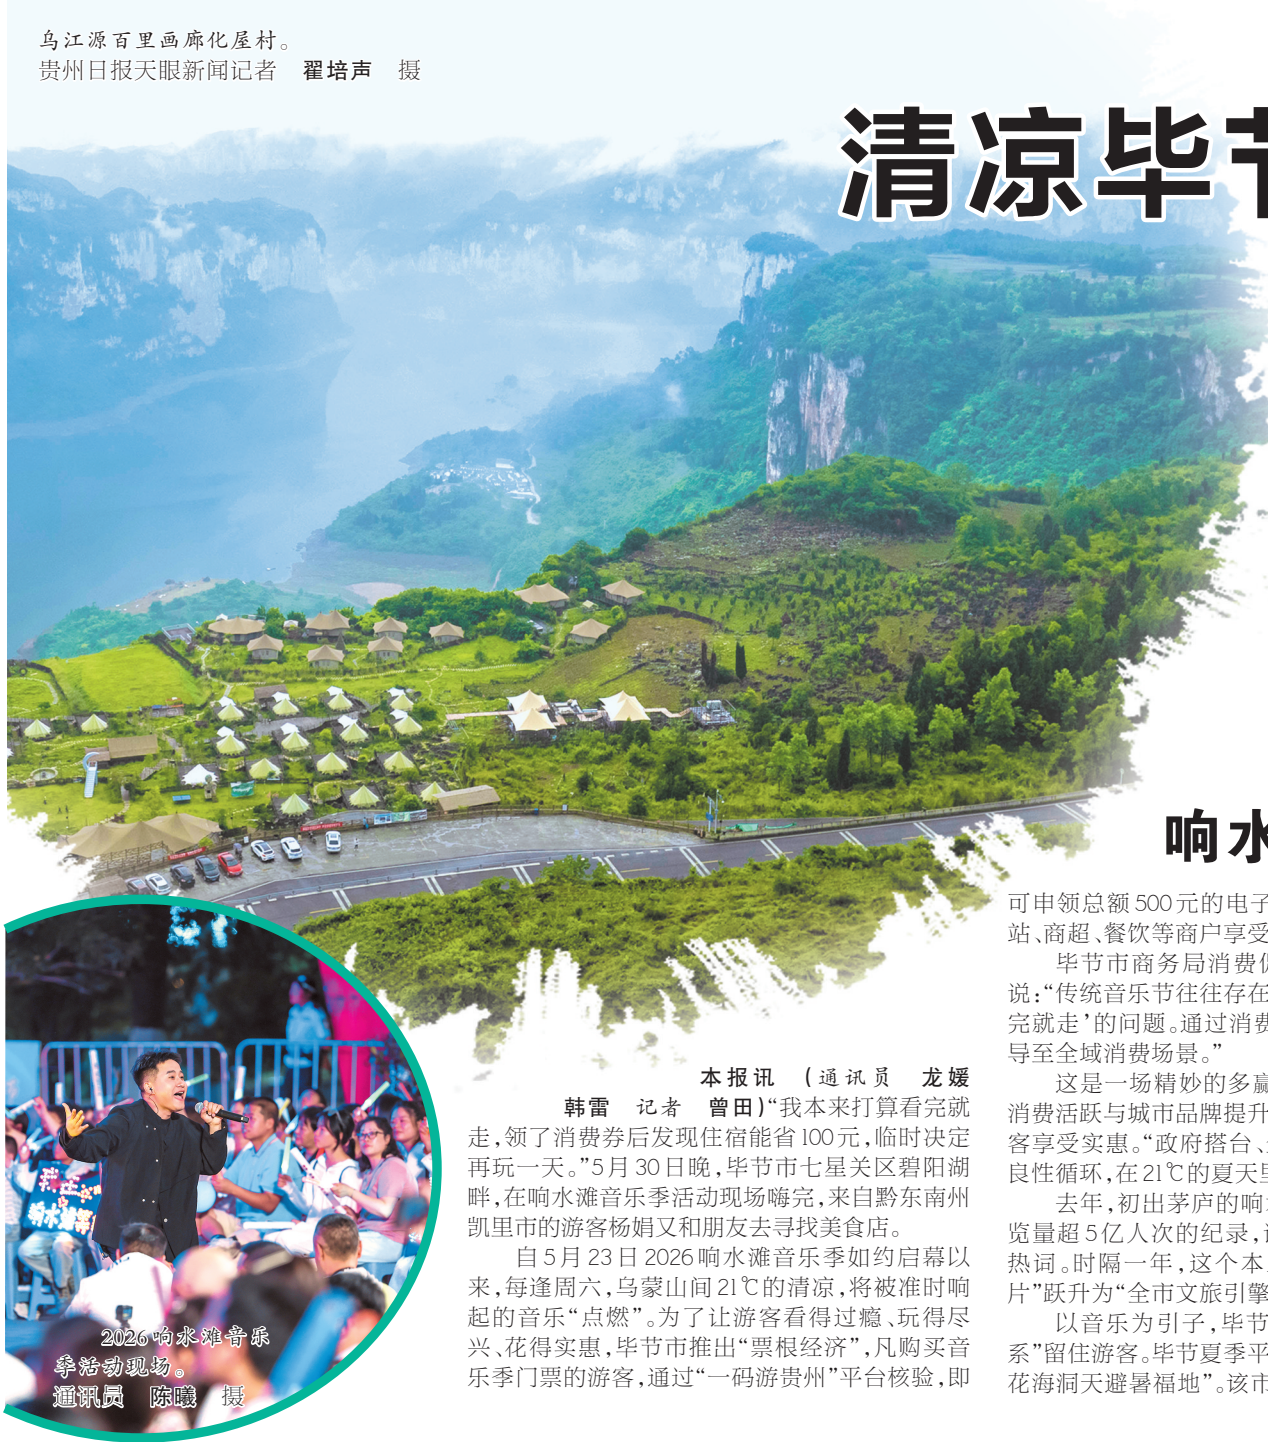 乌江源百里画廊化屋村。
贵州日报天眼新闻记者　翟培声　摄
清凉毕节
响水
本报讯　（通讯员　龙媛
韩雷　记者　曾田）“我本来打算看完就
走，领了消费券后发现住宿能省100元，临时决定
再玩一天。”5月30日晚，毕节市七星关区碧阳湖
畔，在响水滩音乐季活动现场嗨完，来自黔东南州
凯里市的游客杨娟又和朋友去寻找美食店。
自5月23日2026响水滩音乐季如约启幕以
来，每逢周六，乌蒙山间21℃的清凉，将被准时响
起的音乐“点燃”。为了让游客看得过瘾、玩得尽
兴、花得实惠，毕节市推出“票根经济”，凡购买音
乐季门票的游客，通过“一码游贵州”平台核验，即
可申领总额500元的电子
站、商超、餐饮等商户享受
毕节市商务局消费促
说：“传统音乐节往往存在
完就走’的问题。通过消费
导至全域消费场景。”
这是一场精妙的多赢
消费活跃与城市品牌提升
客享受实惠。“政府搭台、
良性循环，在21℃的夏天里
去年，初出茅庐的响
览量超5亿人次的纪录，
热词。时隔一年，这个本
片”跃升为“全市文旅引擎
以音乐为引子，毕节
系”留住游客。毕节夏季平
花海洞天避暑福地”。该市
响水滩
2026响水滩音乐
季活动现场。
通讯员　陈曦　摄